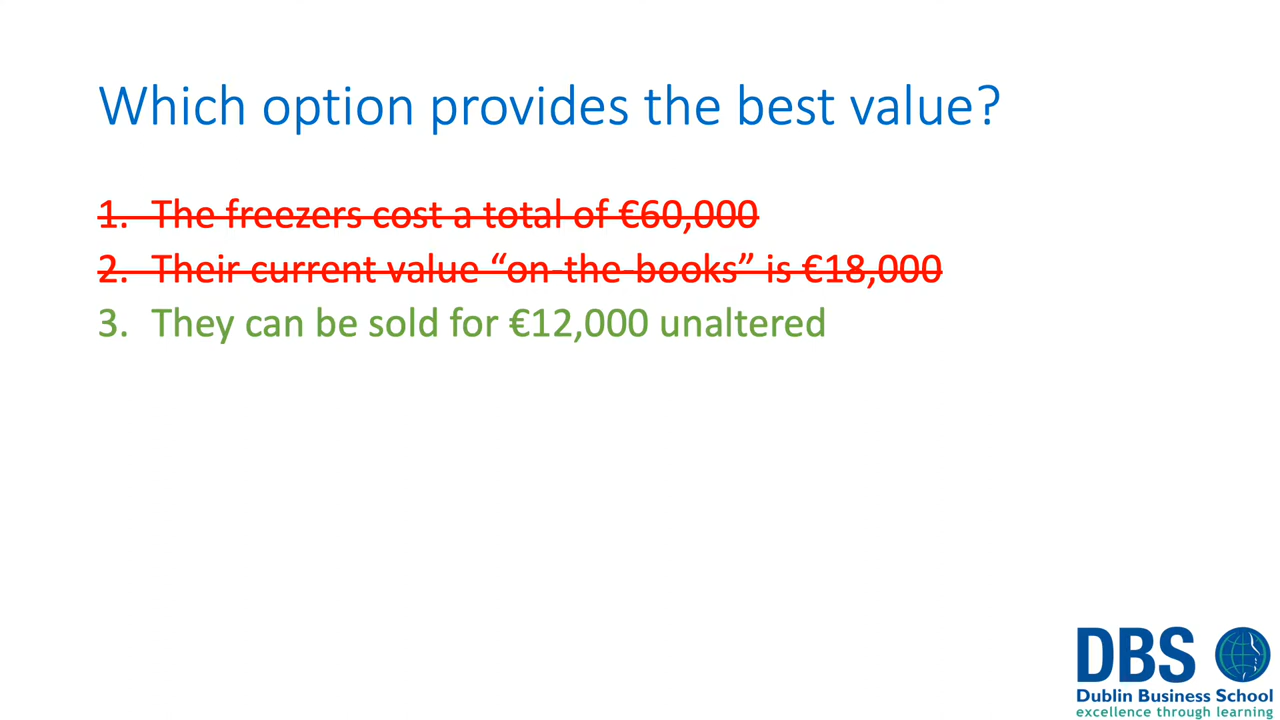 Which option provides the best value?
1. The freezers cost a total of €60,000
2. Their current value “on-the-books” is €18,000
3. They can be sold for €12,000 unaltered
DBS
Dublin Business School
excellence through learning